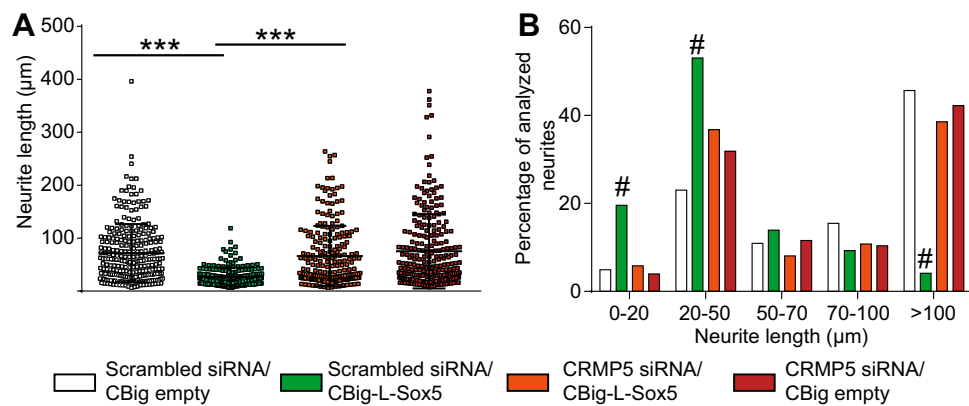 A
Neurite length (µm)
500
400
300
200
100
***
***
B
Percentage of analyzed
neurites
60
40
20
0
#
#
#
0-20
20-50
50-70
70-100
>100
Neurite length (µm)
Scrambled siRNA/
CBig empty
Scrambled siRNA/
CBig-L-Sox5
CRMP5 siRNA/
CBig-L-Sox5
CRMP5 siRNA/
CBig empty